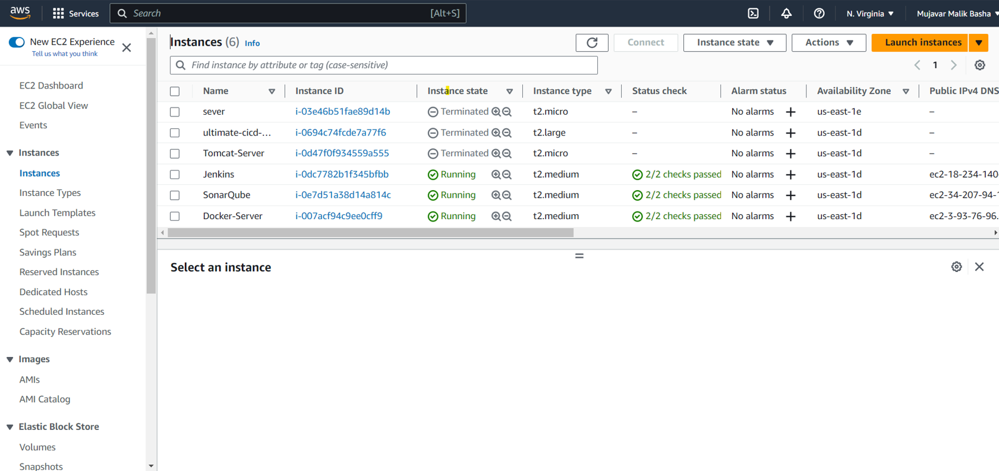 aws Services Search [Alt+S] N. Virginia Mujavar Malik Basha
New EC2 Experience
Tell us what you think
EC2 Dashboard
EC2 Global View
Events
Instances
Instances
Instance Types
Launch Templates
Spot Requests
Savings Plans
Reserved Instances
Dedicated Hosts
Scheduled Instances
Capacity Reservations
Images
AMIs
AMI Catalog
Elastic Block Store
Volumes
Snapshots
Instances (6) Info Connect Instance state Actions Launch instances
Find instance by attribute or tag (case-sensitive) 1
Name Instance ID Instance state Instance type Status check Alarm status Availability Zone Public IPv4 DNS
sever i-03e46b51fae89d14b Terminated t2.micro – No alarms + us-east-1e –
ultimate-cicd-... i-0694c74fcde7a77f6 Terminated t2.large – No alarms + us-east-1d –
Tomcat-Server i-0d47f0f934559a555 Terminated t2.micro – No alarms + us-east-1d –
Jenkins i-0dc7782b1f345bfbb Running t2.medium 2/2 checks passed No alarms + us-east-1d ec2-18-234-140
SonarQube i-0e7d51a38d14a814c Running t2.medium 2/2 checks passed No alarms + us-east-1d ec2-34-207-94-1
Docker-Server i-007acf94c9ee0cff9 Running t2.medium 2/2 checks passed No alarms + us-east-1d ec2-3-93-76-96.
Select an instance